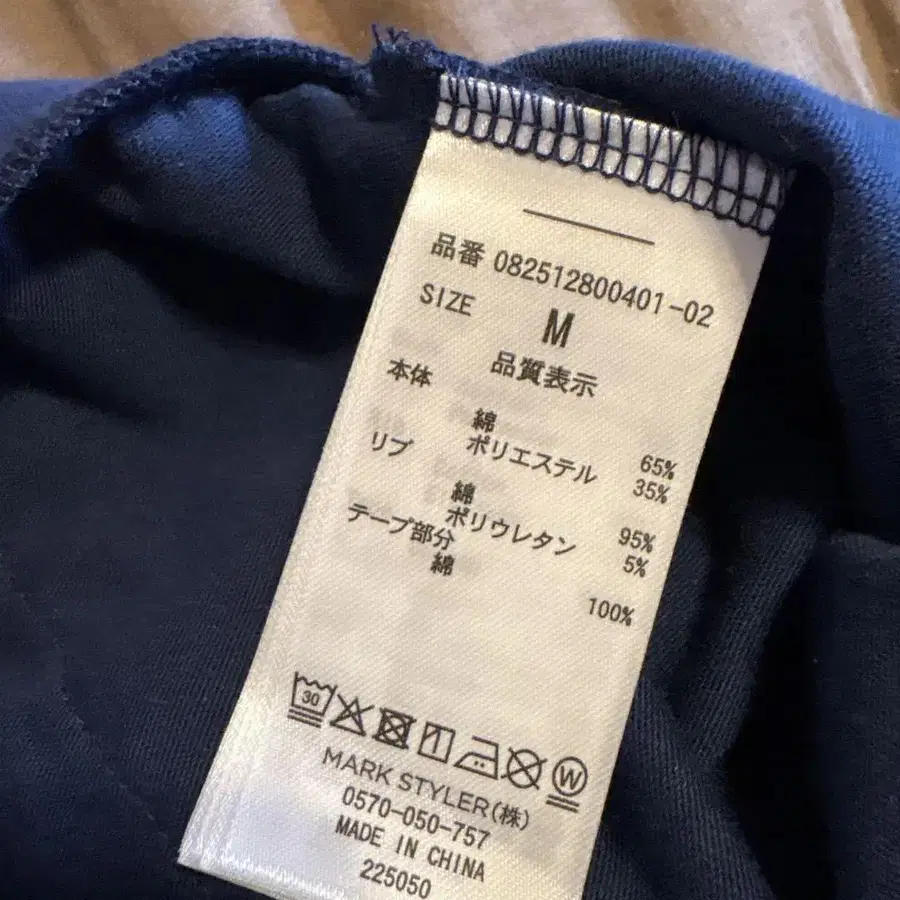 品番 082512800401-02
SIZE M
品質表示
本体
綿 65%
ポリエステル 35%
リブ
綿 95%
ポリウレタン 5%
テープ部分
綿 100%
30
W
MARK STYLER(株)
0570-050-757
MADE IN CHINA
225050